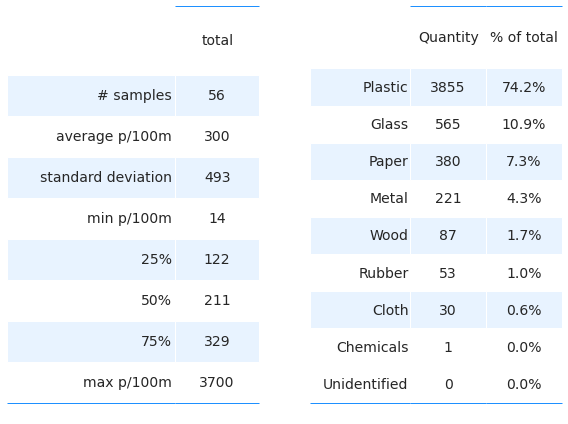 total
# samples 56
average p/100m 300
standard deviation 493
min p/100m 14
25% 122
50% 211
75% 329
max p/100m 3700
Quantity % of total
Plastic 3855 74.2%
Glass 565 10.9%
Paper 380 7.3%
Metal 221 4.3%
Wood 87 1.7%
Rubber 53 1.0%
Cloth 30 0.6%
Chemicals 1 0.0%
Unidentified 0 0.0%